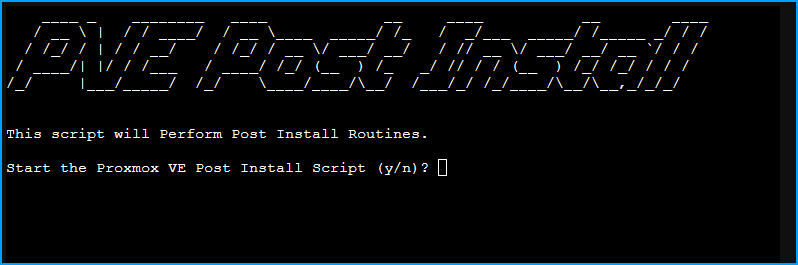 PVE Post Install
This script will Perform Post Install Routines.
Start the Proxmox VE Post Install Script (y/n)?